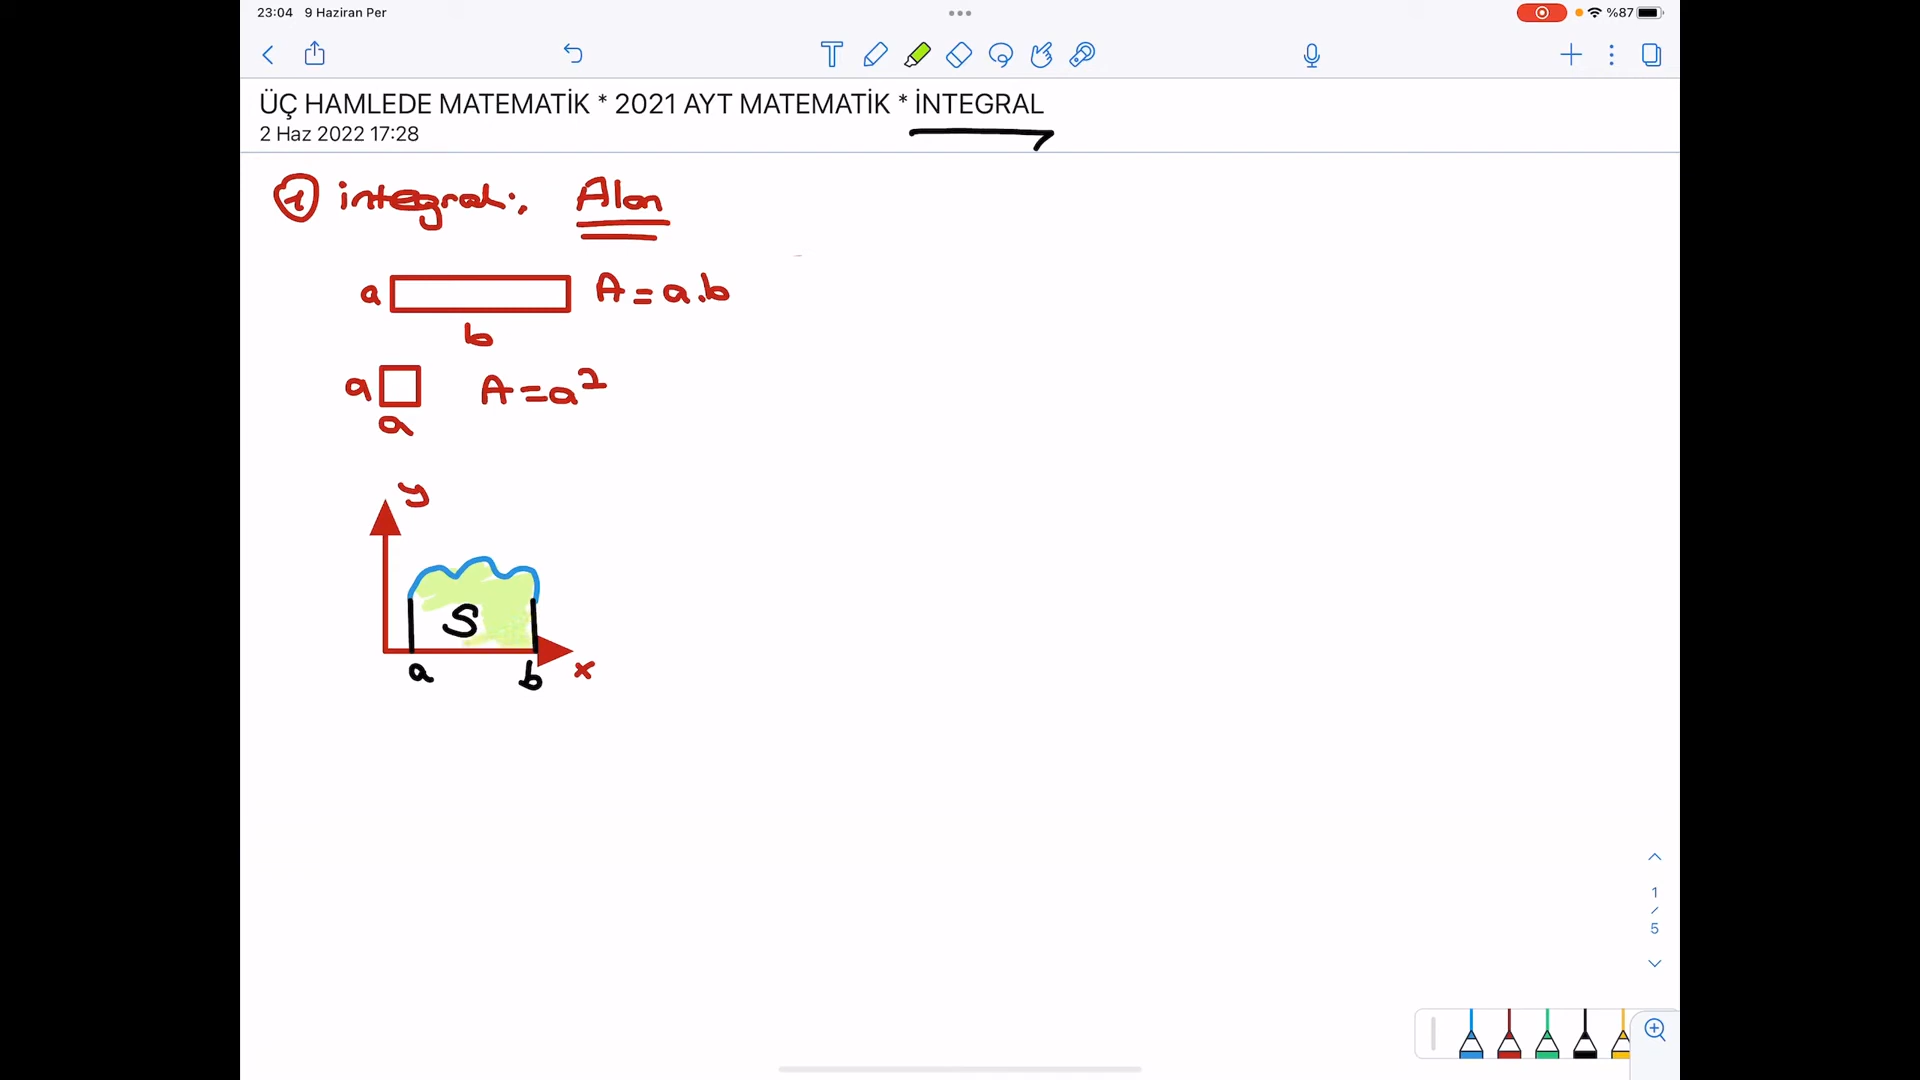 23:04 9 Haziran Per
%87
ÜÇ HAMLEDE MATEMATİK * 2021 AYT MATEMATİK * İNTEGRAL
2 Haz 2022 17:28
1 integral: Alan
a A = a.b
b
a A = a²
a
y
S
a b x
1
/
5